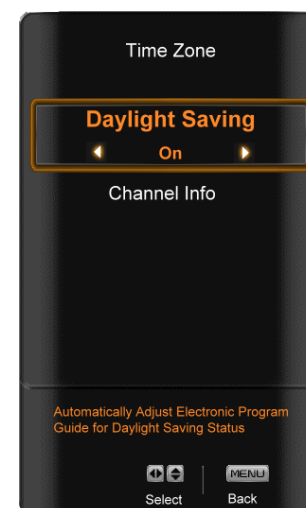 Time Zone
Daylight Saving
On
Channel Info
Automatically Adjust Electronic Program
Guide for Daylight Saving Status
MENU
Select Back